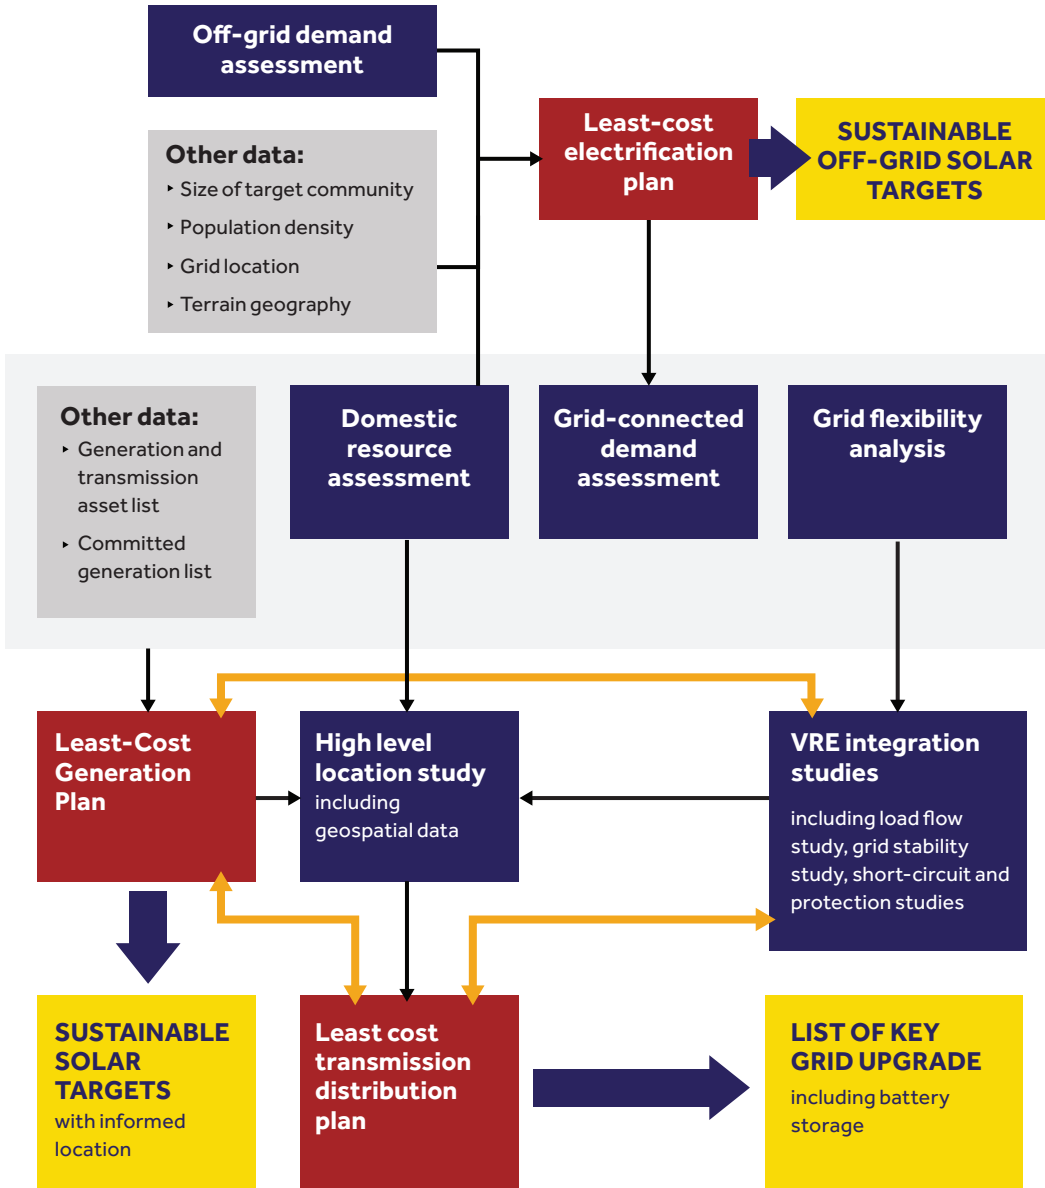 Off-grid demand
assessment
Other data:
‣ Size of target community
‣ Population density
‣ Grid location
‣ Terrain geography
Least-cost
electrification
plan
SUSTAINABLE
OFF-GRID SOLAR
TARGETS
Other data:
‣ Generation and
transmission
asset list
‣ Committed
generation list
Domestic
resource
assessment
Grid-connected
demand
assessment
Grid flexibility
analysis
Least-Cost
Generation
Plan
High level
location study
including
geospatial data
VRE integration
studies
including load flow
study, grid stability
study, short-circuit and
protection studies
SUSTAINABLE
SOLAR
TARGETS
with informed
location
Least cost
transmission
distribution
plan
LIST OF KEY
GRID UPGRADE
including battery
storage